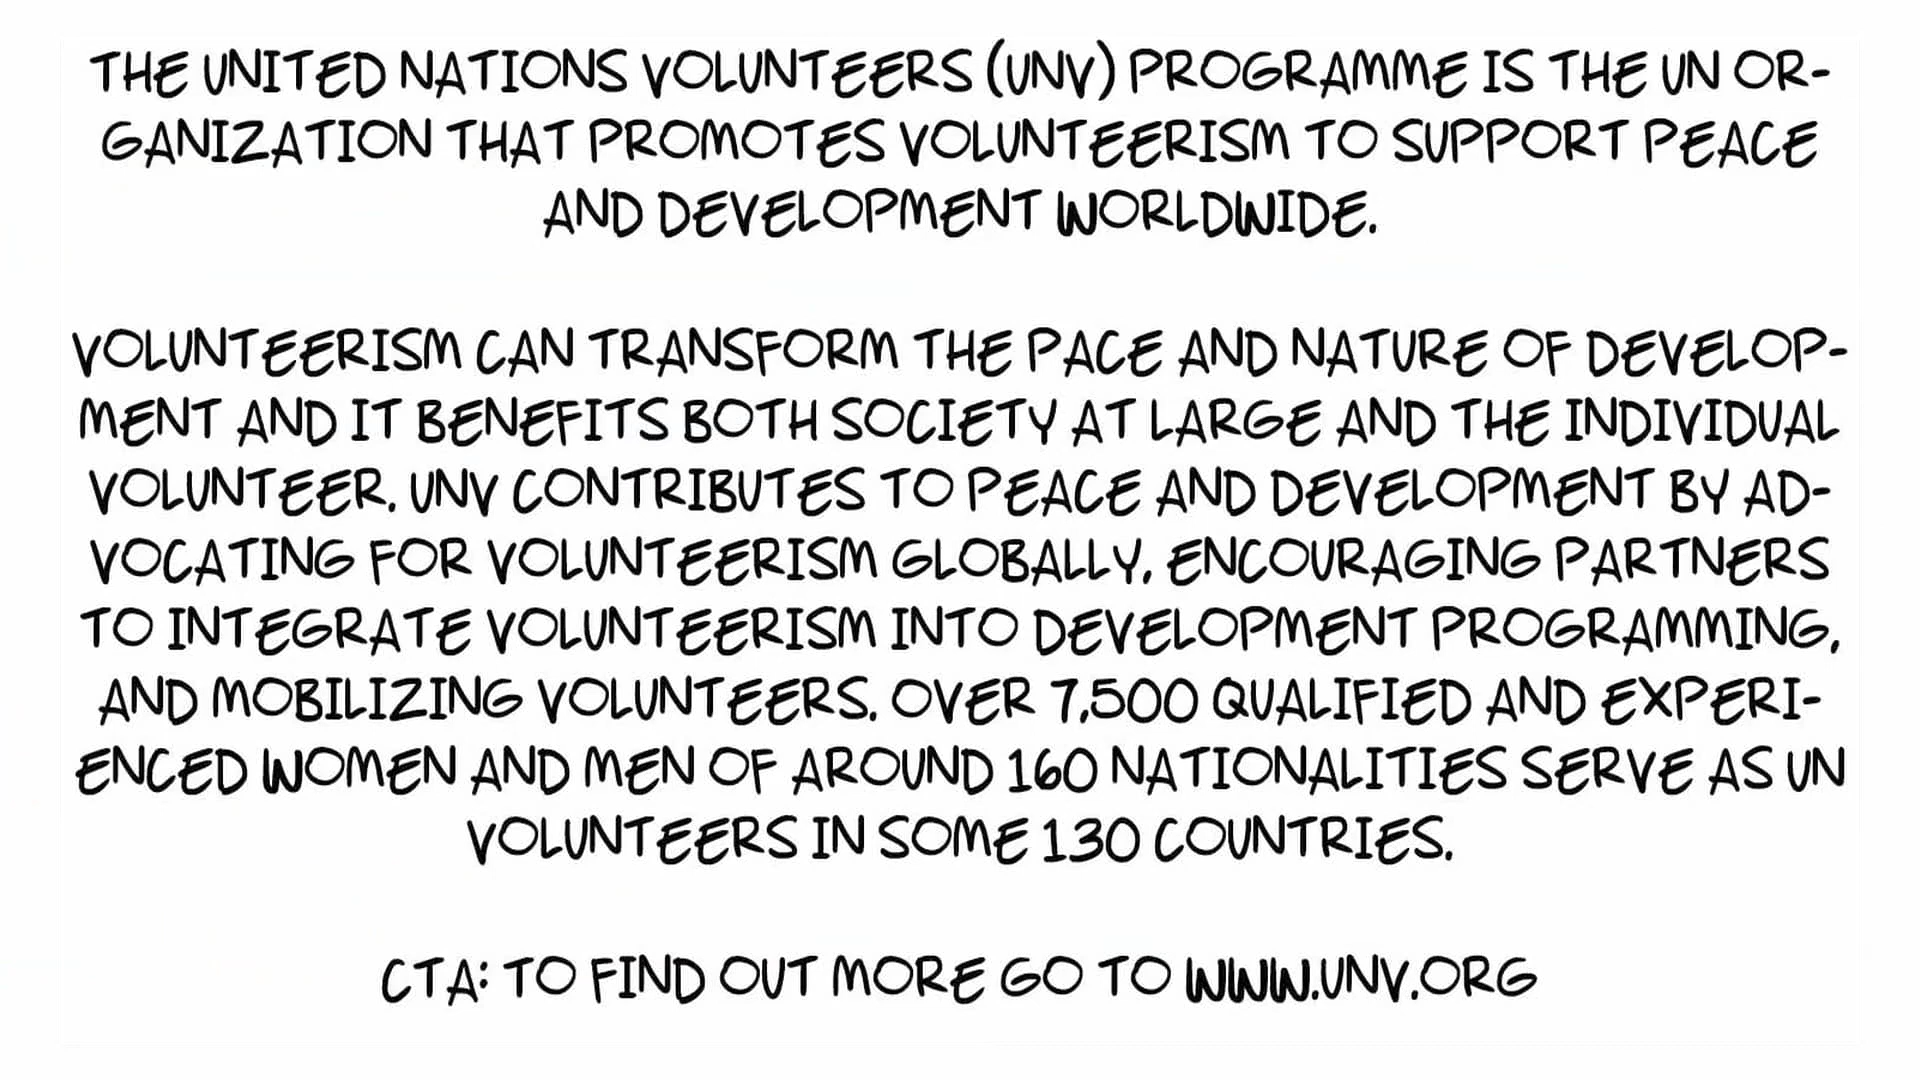 THE UNITED NATIONS VOLUNTEERS (UNV) PROGRAMME IS THE UN OR-
GANIZATION THAT PROMOTES VOLUNTEERISM TO SUPPORT PEACE
AND DEVELOPMENT WORLDWIDE.
VOLUNTEERISM CAN TRANSFORM THE PACE AND NATURE OF DEVELOP-
MENT AND IT BENEFITS BOTH SOCIETY AT LARGE AND THE INDIVIDUAL
VOLUNTEER. UNV CONTRIBUTES TO PEACE AND DEVELOPMENT BY AD-
VOCATING FOR VOLUNTEERISM GLOBALLY, ENCOURAGING PARTNERS
TO INTEGRATE VOLUNTEERISM INTO DEVELOPMENT PROGRAMMING,
AND MOBILIZING VOLUNTEERS. OVER 7,500 QUALIFIED AND EXPERI-
ENCED WOMEN AND MEN OF AROUND 160 NATIONALITIES SERVE AS UN
VOLUNTEERS IN SOME 130 COUNTRIES.
CTA: TO FIND OUT MORE GO TO WWW.UNV.ORG